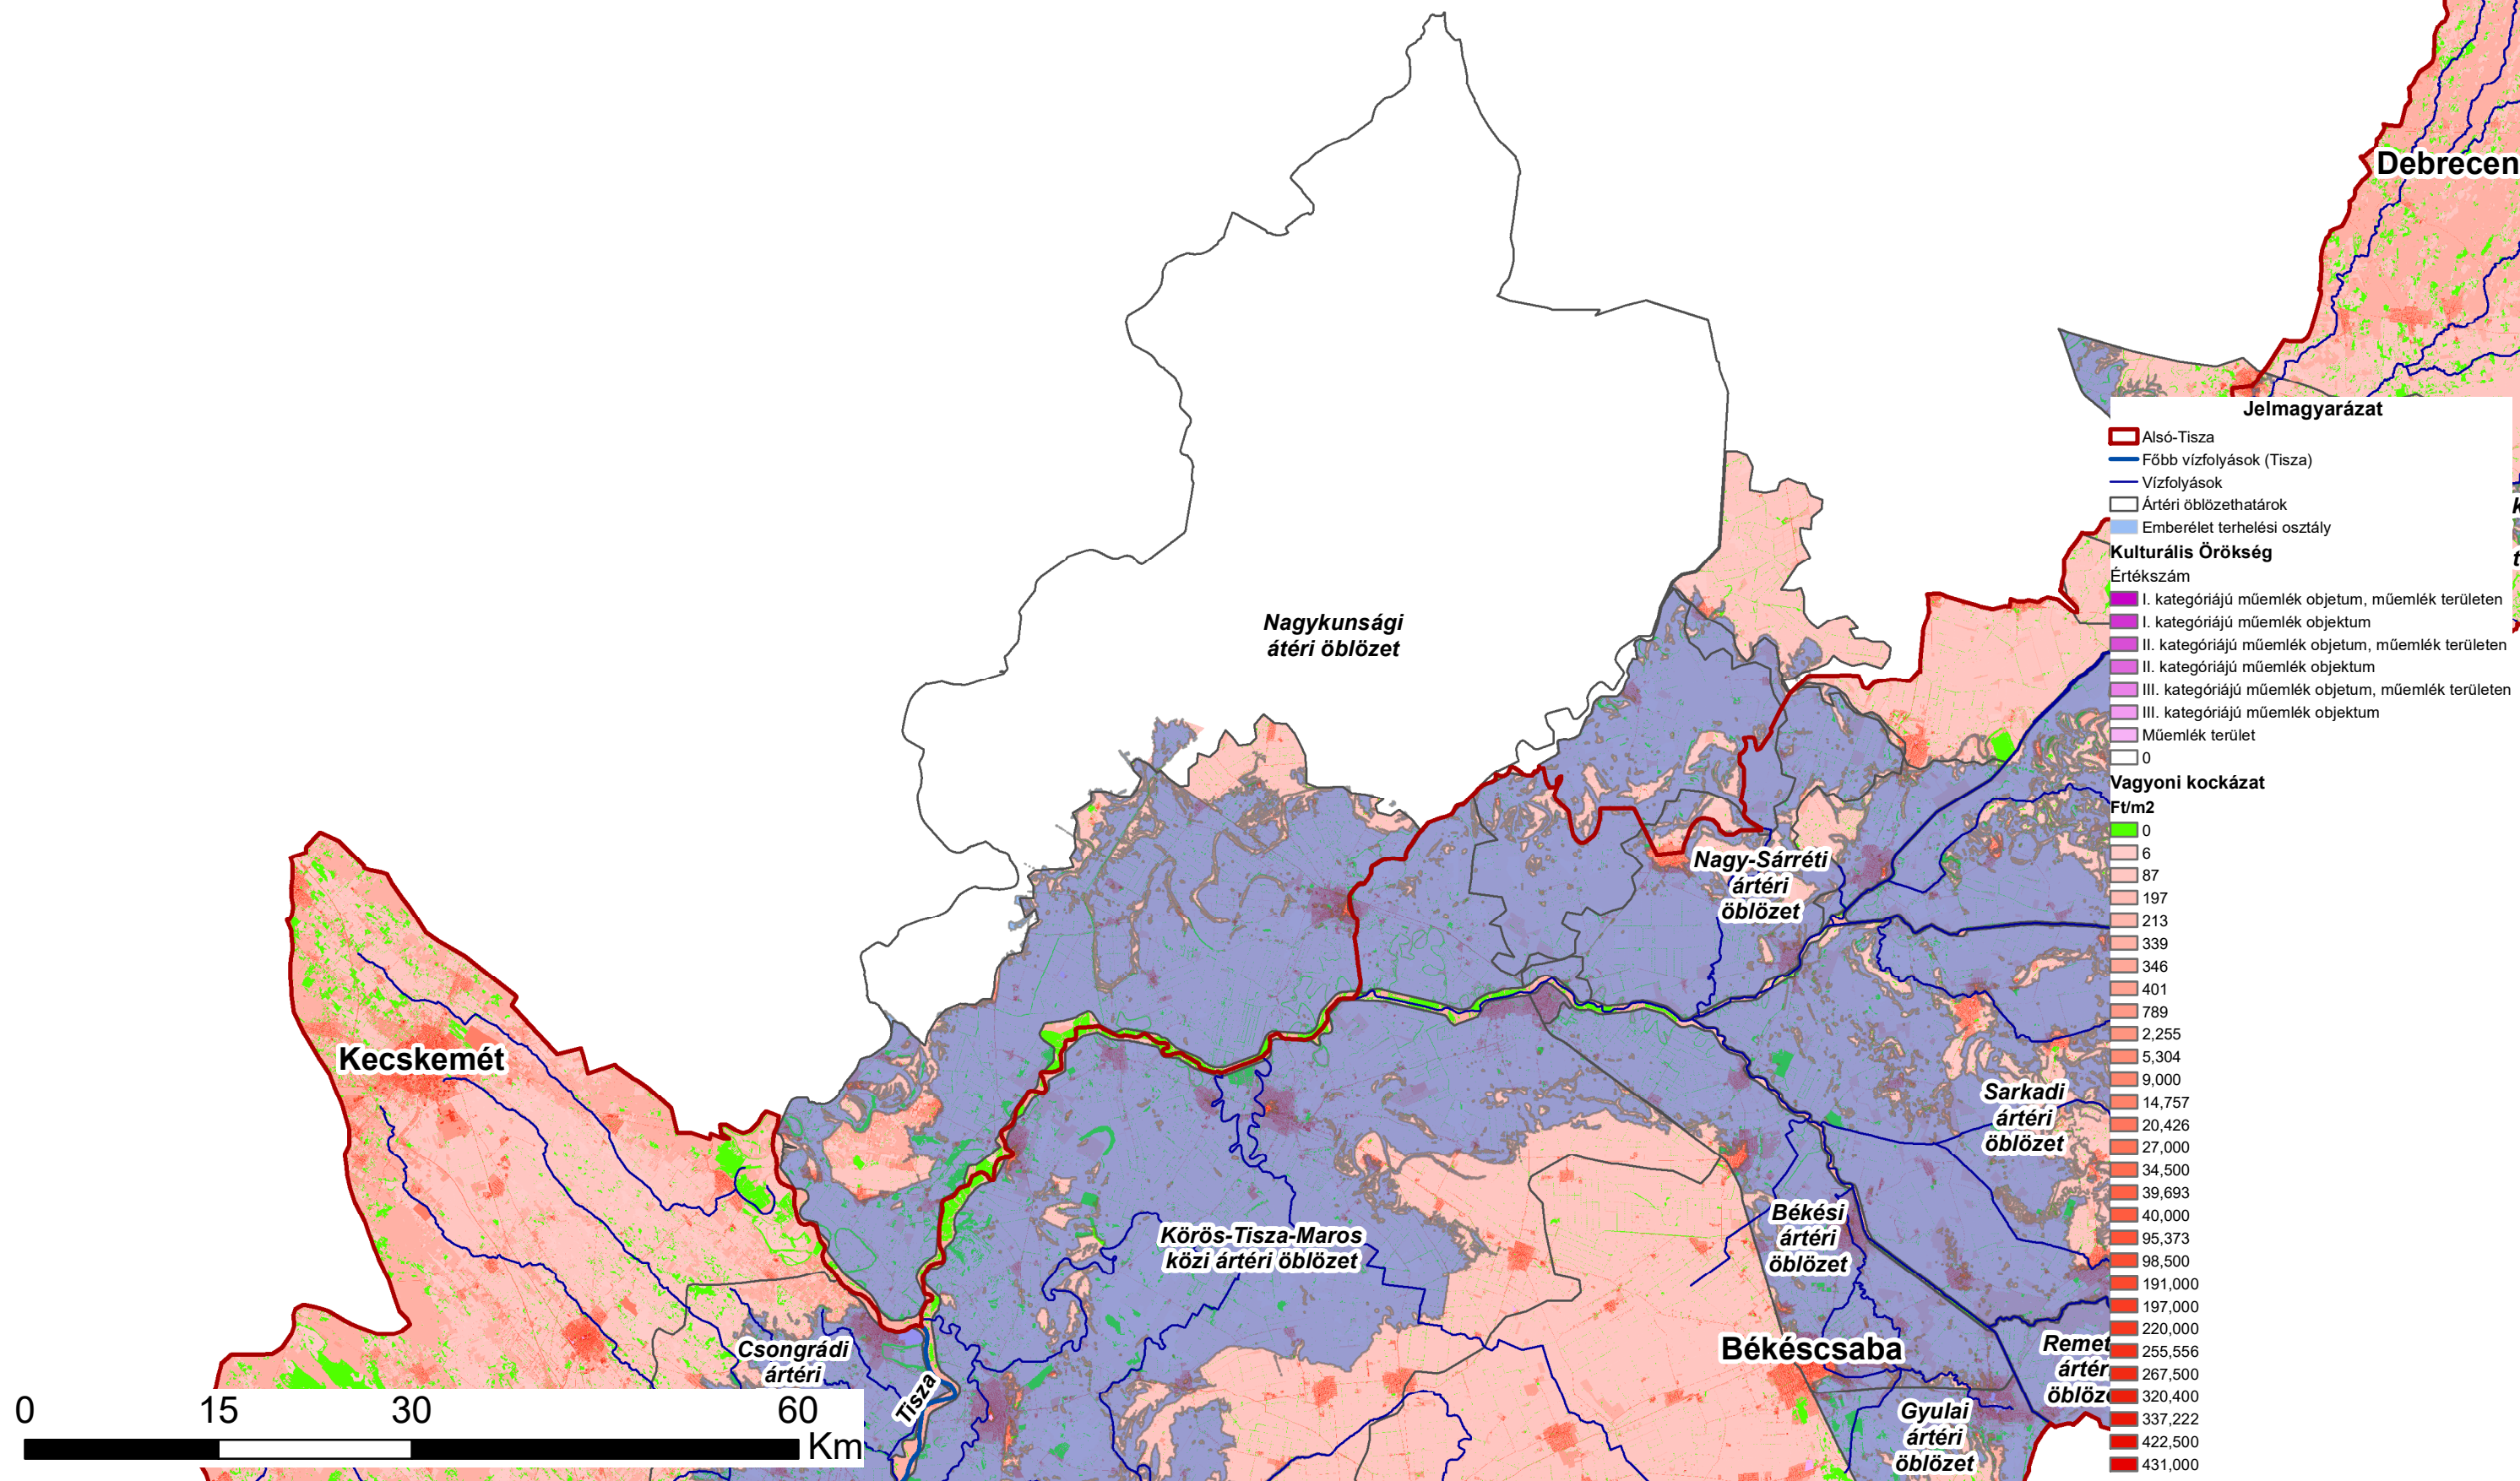 Debrecen
Nagykunsági
átéri öblözet
Nagy-Sárréti
ártéri
öblözet
Kecskemét
Sarkadi
ártéri
öblözet
Békési
ártéri
öblözet
Körös-Tisza-Maros
közi ártéri öblözet
Békéscsaba
Csongrádi
ártéri
Tisza
Gyulai
ártéri
öblözet
0 15 30 60
Km
Jelmagyarázat
Alsó-Tisza
Főbb vízfolyások (Tisza)
Vízfolyások
Ártéri öblözethatárok
Emberélet terhelési osztály
Kulturális Örökség
Értékszám
I. kategóriájú műemlék objetum, műemlék területen
I. kategóriájú műemlék objektum
II. kategóriájú műemlék objetum, műemlék területen
II. kategóriájú műemlék objektum
III. kategóriájú műemlék objetum, műemlék területen
III. kategóriájú műemlék objektum
Műemlék terület
0
Vagyoni kockázat
Ft/m2
0
6
87
197
213
339
346
401
789
2,255
5,304
9,000
14,757
20,426
27,000
34,500
39,693
40,000
95,373
98,500
191,000
197,000
220,000
255,556
267,500
320,400
337,222
422,500
431,000